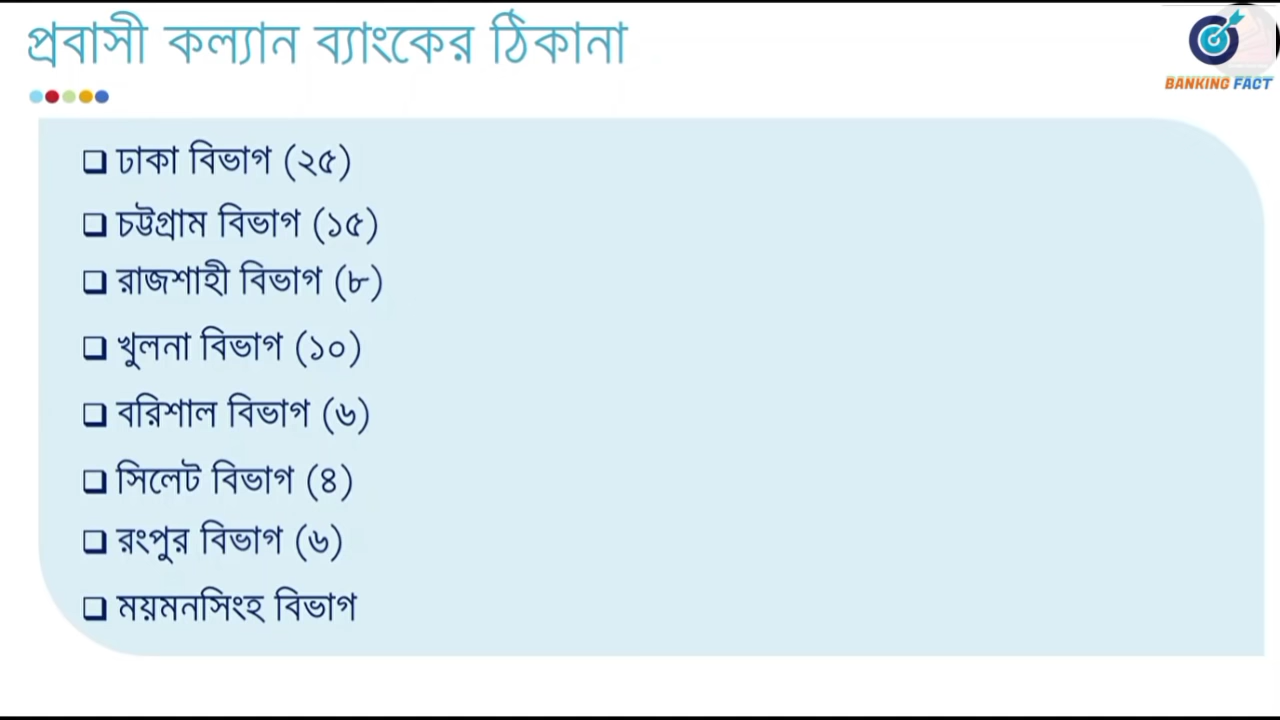 প্রবাসী কল্যান ব্যাংকের ঠিকানা
BANKING FACT
ঢাকা বিভাগ (২৫)
চট্টগ্রাম বিভাগ (১৫)
রাজশাহী বিভাগ (৮)
খুলনা বিভাগ (১০)
বরিশাল বিভাগ (৬)
সিলেট বিভাগ (৪)
রংপুর বিভাগ (৬)
ময়মনসিংহ বিভাগ